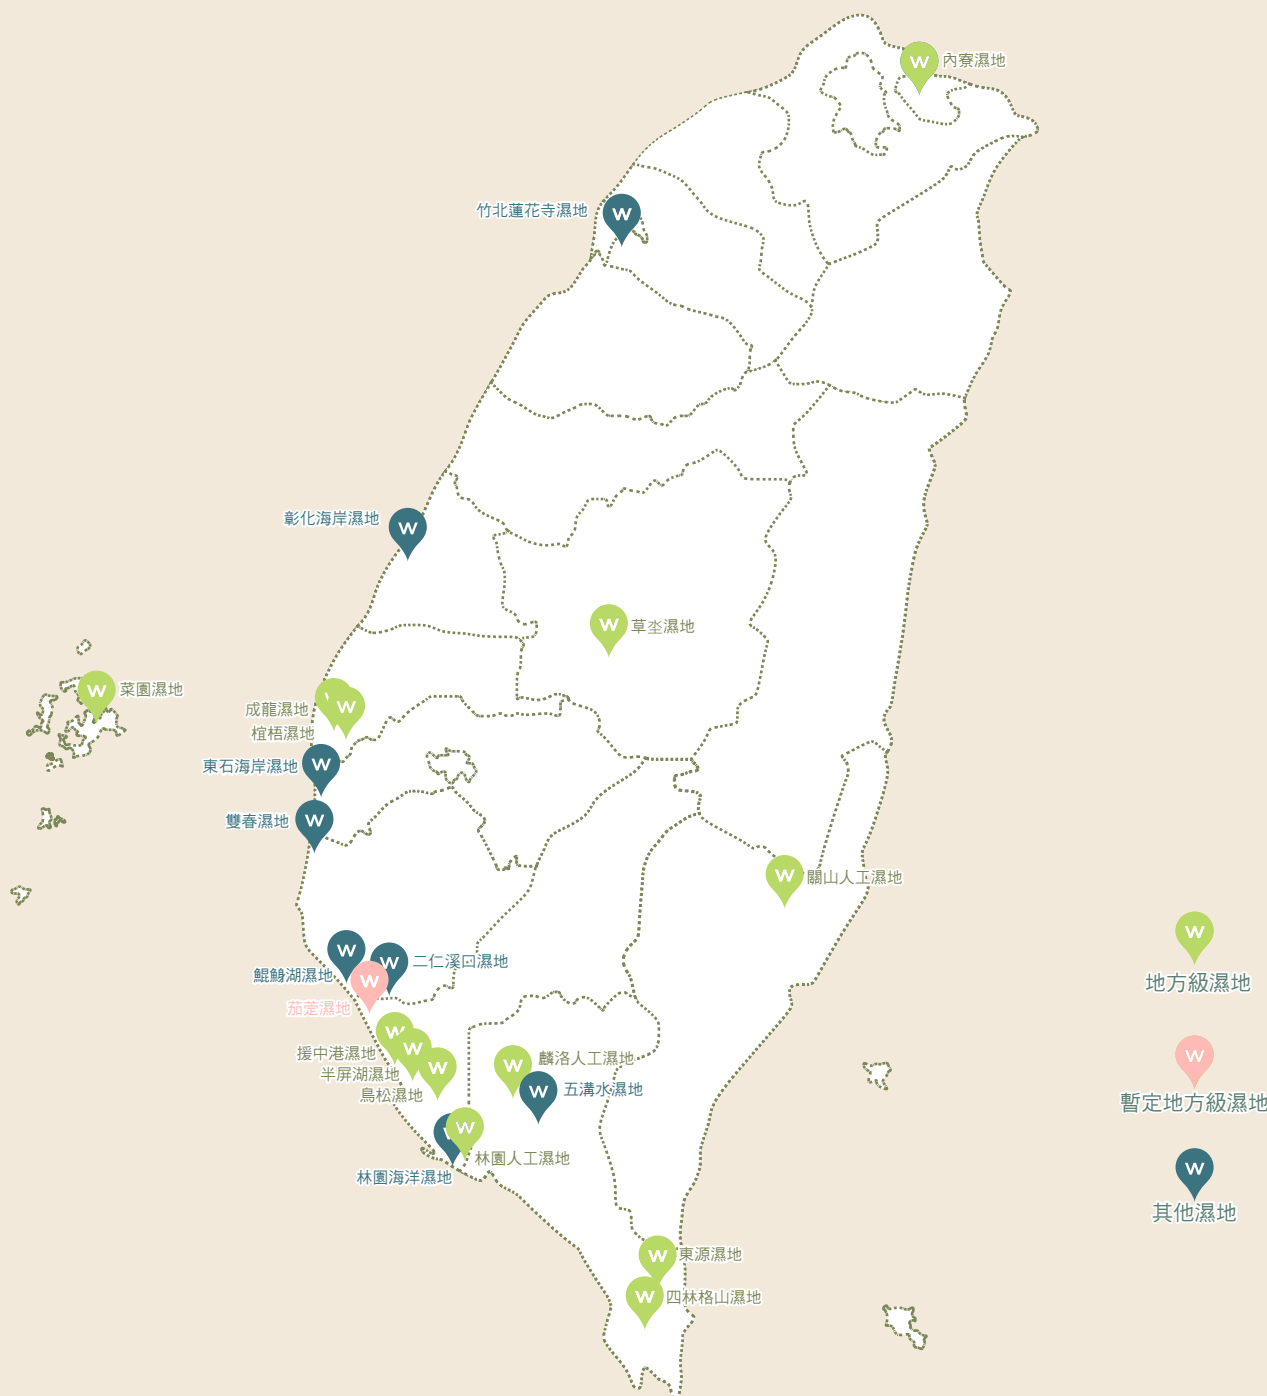 內寮濕地
竹北蓮花寺濕地
彰化海岸濕地
草坔濕地
菜園濕地
成龍濕地
椬梧濕地
東石海岸濕地
雙春濕地
關山人工濕地
鯤鯓湖濕地
二仁溪口濕地
茄萣濕地
援中港濕地
半屏湖濕地
鳥松濕地
麟洛人工濕地
五溝水濕地
林園人工濕地
林園海洋濕地
東源濕地
四林格山濕地
地方級濕地
暫定地方級濕地
其他濕地